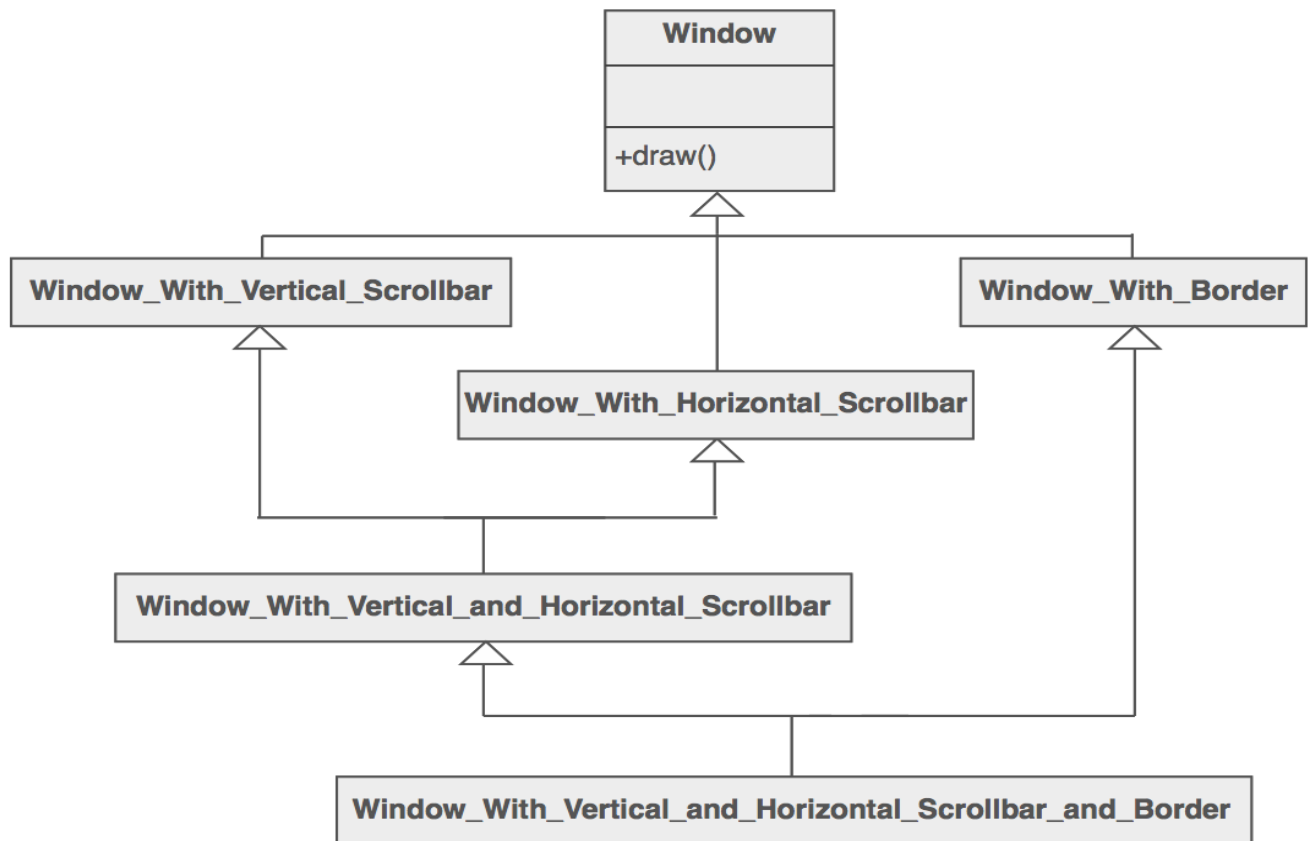 Window
+draw()
Window_With_Vertical_Scrollbar
Window_With_Border
Window_With_Horizontal_Scrollbar
Window_With_Vertical_and_Horizontal_Scrollbar
Window_With_Vertical_and_Horizontal_Scrollbar_and_Border